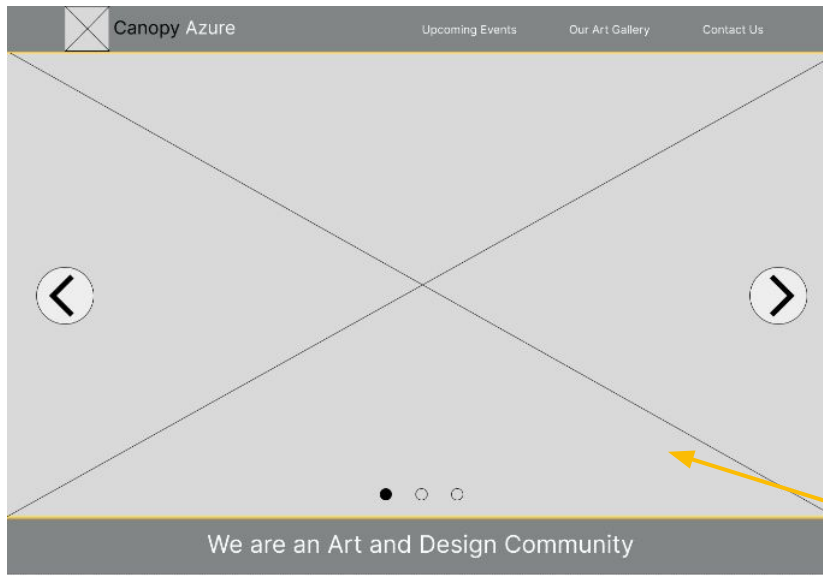 Canopy Azure
Upcoming Events
Our Art Gallery
Contact Us
We are an Art and Design Community